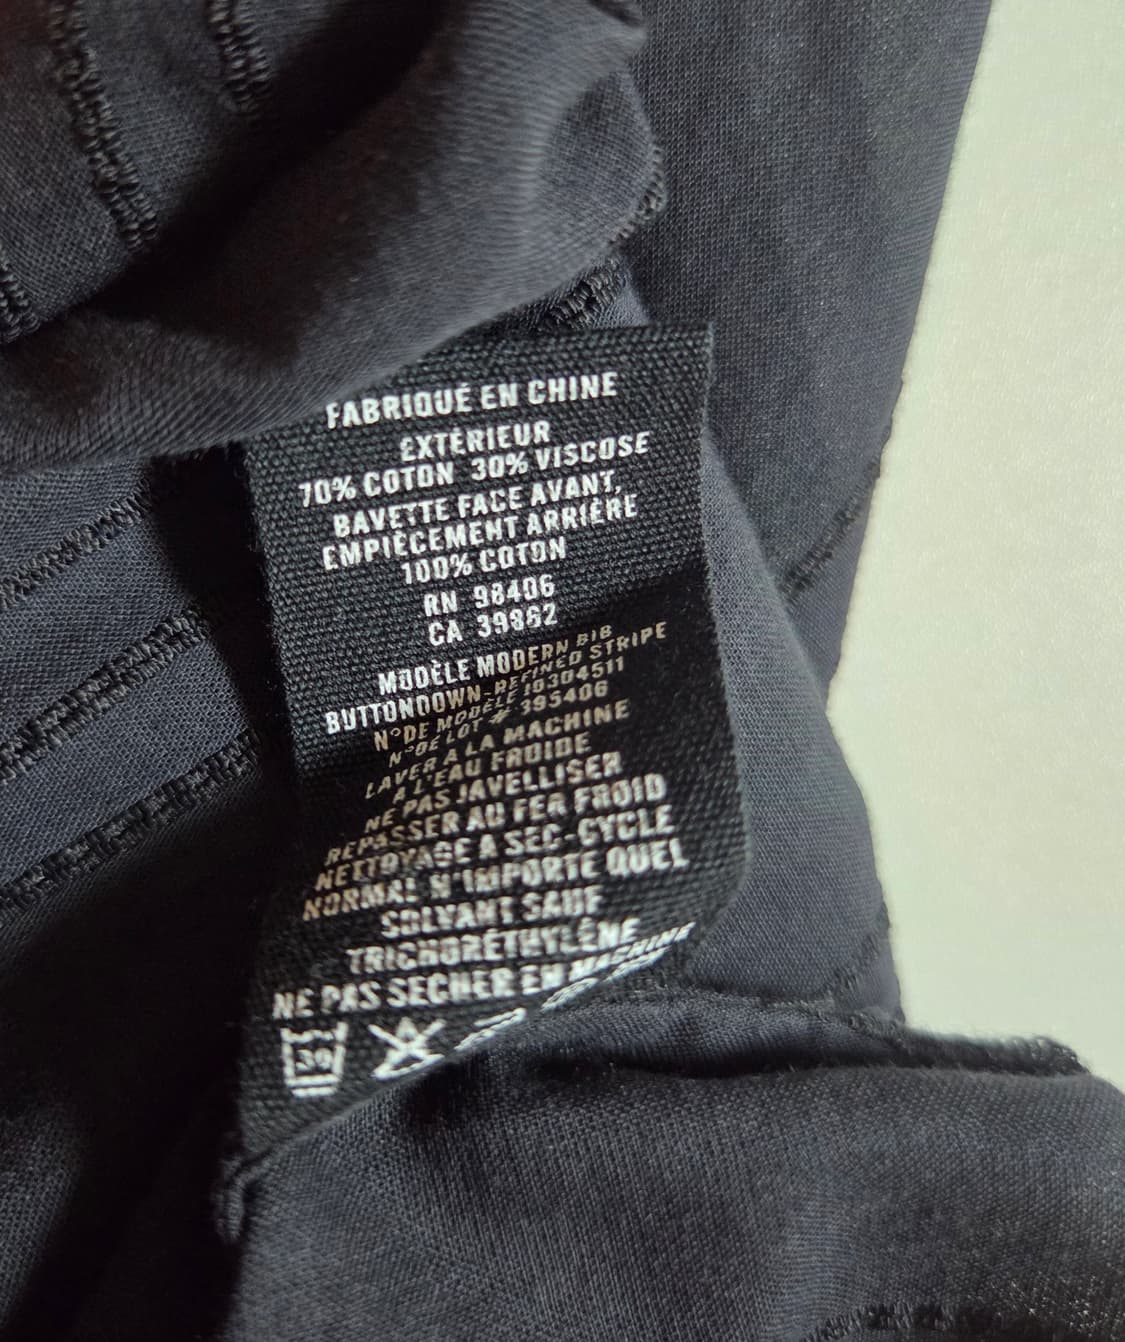 FABRIQUÉ EN CHINE
EXTÉRIEUR
70% COTON 30% VISCOSE
BAVETTE FACE AVANT,
EMPIÈCEMENT ARRIÈRE
100% COTON
RN 98406
CA 39862
MODÈLE MODERN BIB
BUTTONDOWN-REFINED STRIPE
N° DE MODÈLE 10304511
N° DE LOT # 395406
LAVER A LA MACHINE
A L'EAU FROIDE
NE PAS JAVELLISER
REPASSER AU FER FROID
NETTOYAGE A SEC-CYCLE
NORMAL N'IMPORTE QUEL
SOLVANT SAUF
TRICHORÉTHYLÈNE
NE PAS SECHER EN MACHINE
30